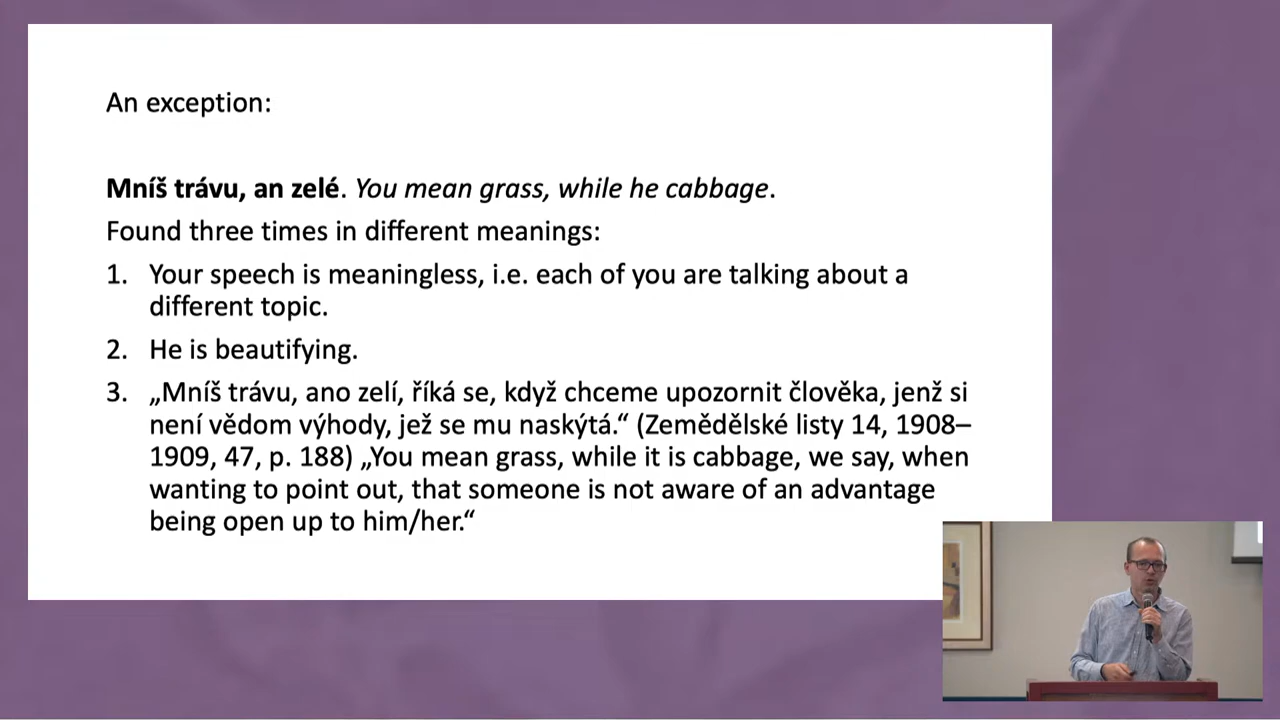 An exception:
Mníš trávu, an zelé. You mean grass, while he cabbage.
Found three times in different meanings:
1. Your speech is meaningless, i.e. each of you are talking about a
different topic.
2. He is beautifying.
3. „Mníš trávu, ano zelí, říká se, když chceme upozornit člověka, jenž si
není vědom výhody, jež se mu naskýtá.“ (Zemědělské listy 14, 1908–
1909, 47, p. 188) „You mean grass, while it is cabbage, we say, when
wanting to point out, that someone is not aware of an advantage
being open up to him/her.“